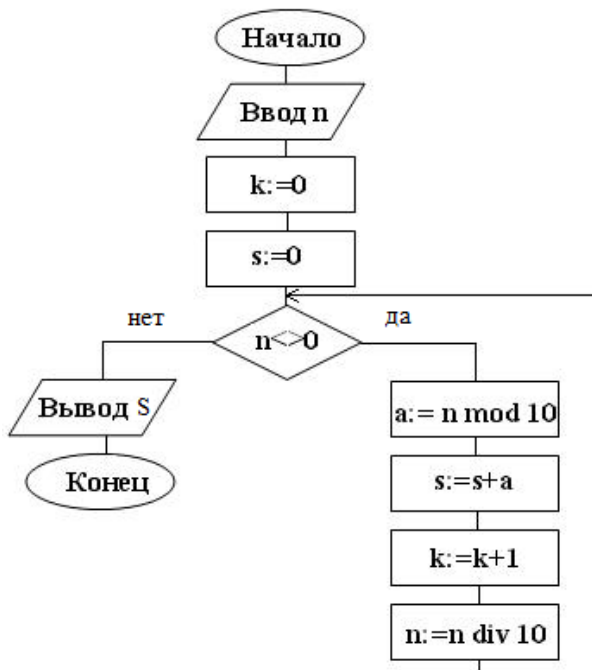 Начало
Ввод n
k:=0
s:=0
нет
да
n<>0
Вывод S
Конец
a:= n mod 10
s:=s+a
k:=k+1
n:=n div 10